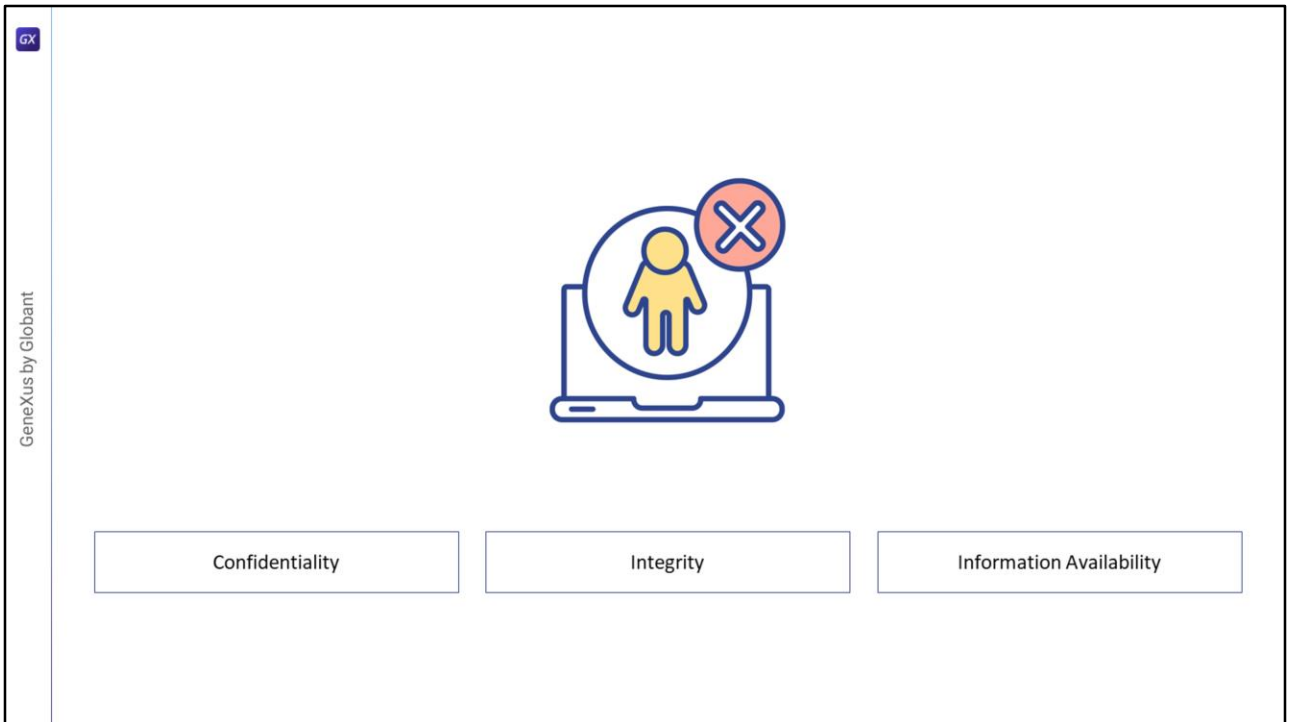 GX
GeneXus by Globant
Confidentiality
Integrity
Information Availability